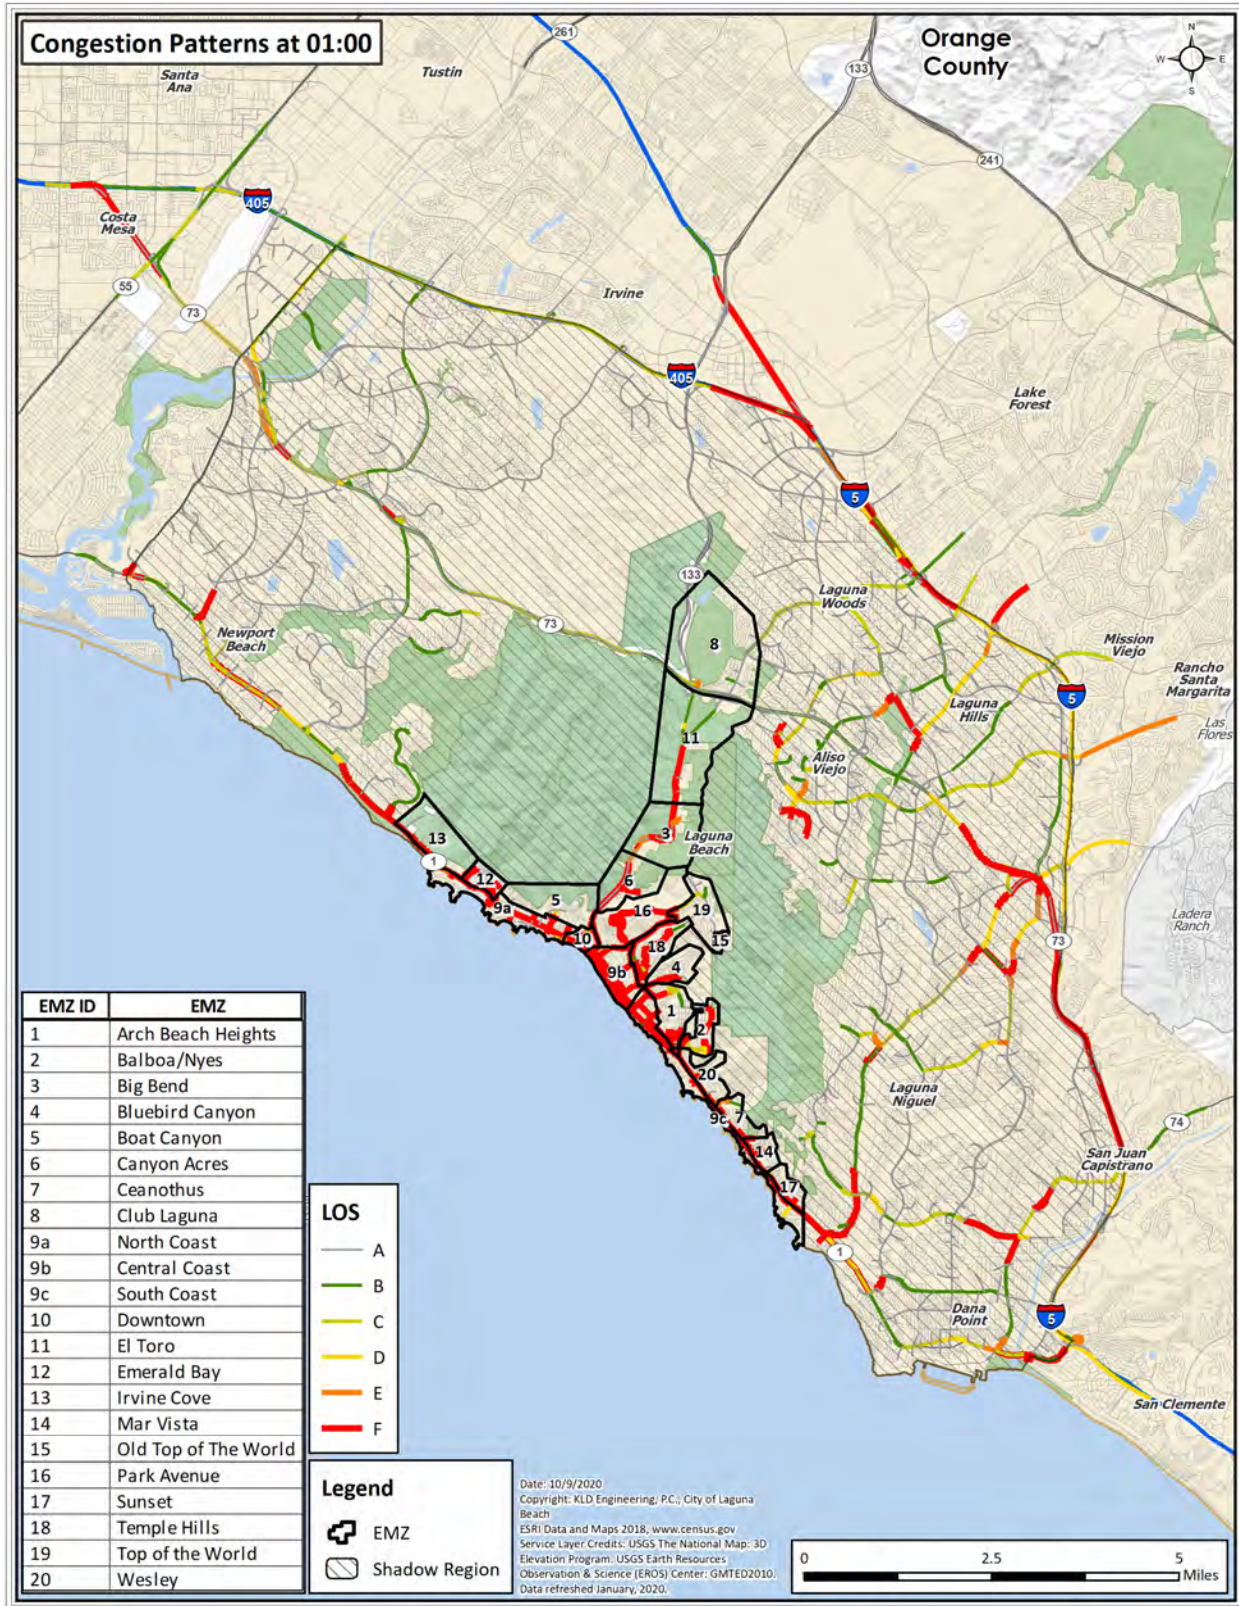 Congestion Patterns at 01:00
Orange
County
N
W E
S
261
133
Santa
Ana
Tustin
241
405
Costa
Mesa
55
73
Irvine
405
Lake
Forest
5
133
Laguna
Woods
Newport
Beach
73
8
Mission
Viejo
Rancho
Santa
Margarita
5
Laguna
Hills
Las
Flores
11
Aliso
Viejo
13
3
Laguna
Beach
1
12
6
5
9a
16
19
10
18
15
Ladera
Ranch
73
9b
4
1
2
20
Laguna
Niguel
9c
7
74
14
San Juan
Capistrano
17
1
Dana
Point
5
San Clemente
EMZ ID EMZ
1 Arch Beach Heights
2 Balboa/Nyes
3 Big Bend
4 Bluebird Canyon
5 Boat Canyon
6 Canyon Acres
7 Ceanothus
8 Club Laguna
9a North Coast
9b Central Coast
9c South Coast
10 Downtown
11 El Toro
12 Emerald Bay
13 Irvine Cove
14 Mar Vista
15 Old Top of The World
16 Park Avenue
17 Sunset
18 Temple Hills
19 Top of the World
20 Wesley
LOS
A
B
C
D
E
F
Legend
EMZ
Shadow Region
Date: 10/9/2020
Copyright: KLD Engineering, P.C., City of Laguna
Beach
ESRI Data and Maps 2018, www.census.gov
Service Layer Credits: USGS The National Map: 3D
Elevation Program. USGS Earth Resources
Observation & Science (EROS) Center: GMTED2010.
Data refreshed January, 2020.
0 2.5 5
Miles